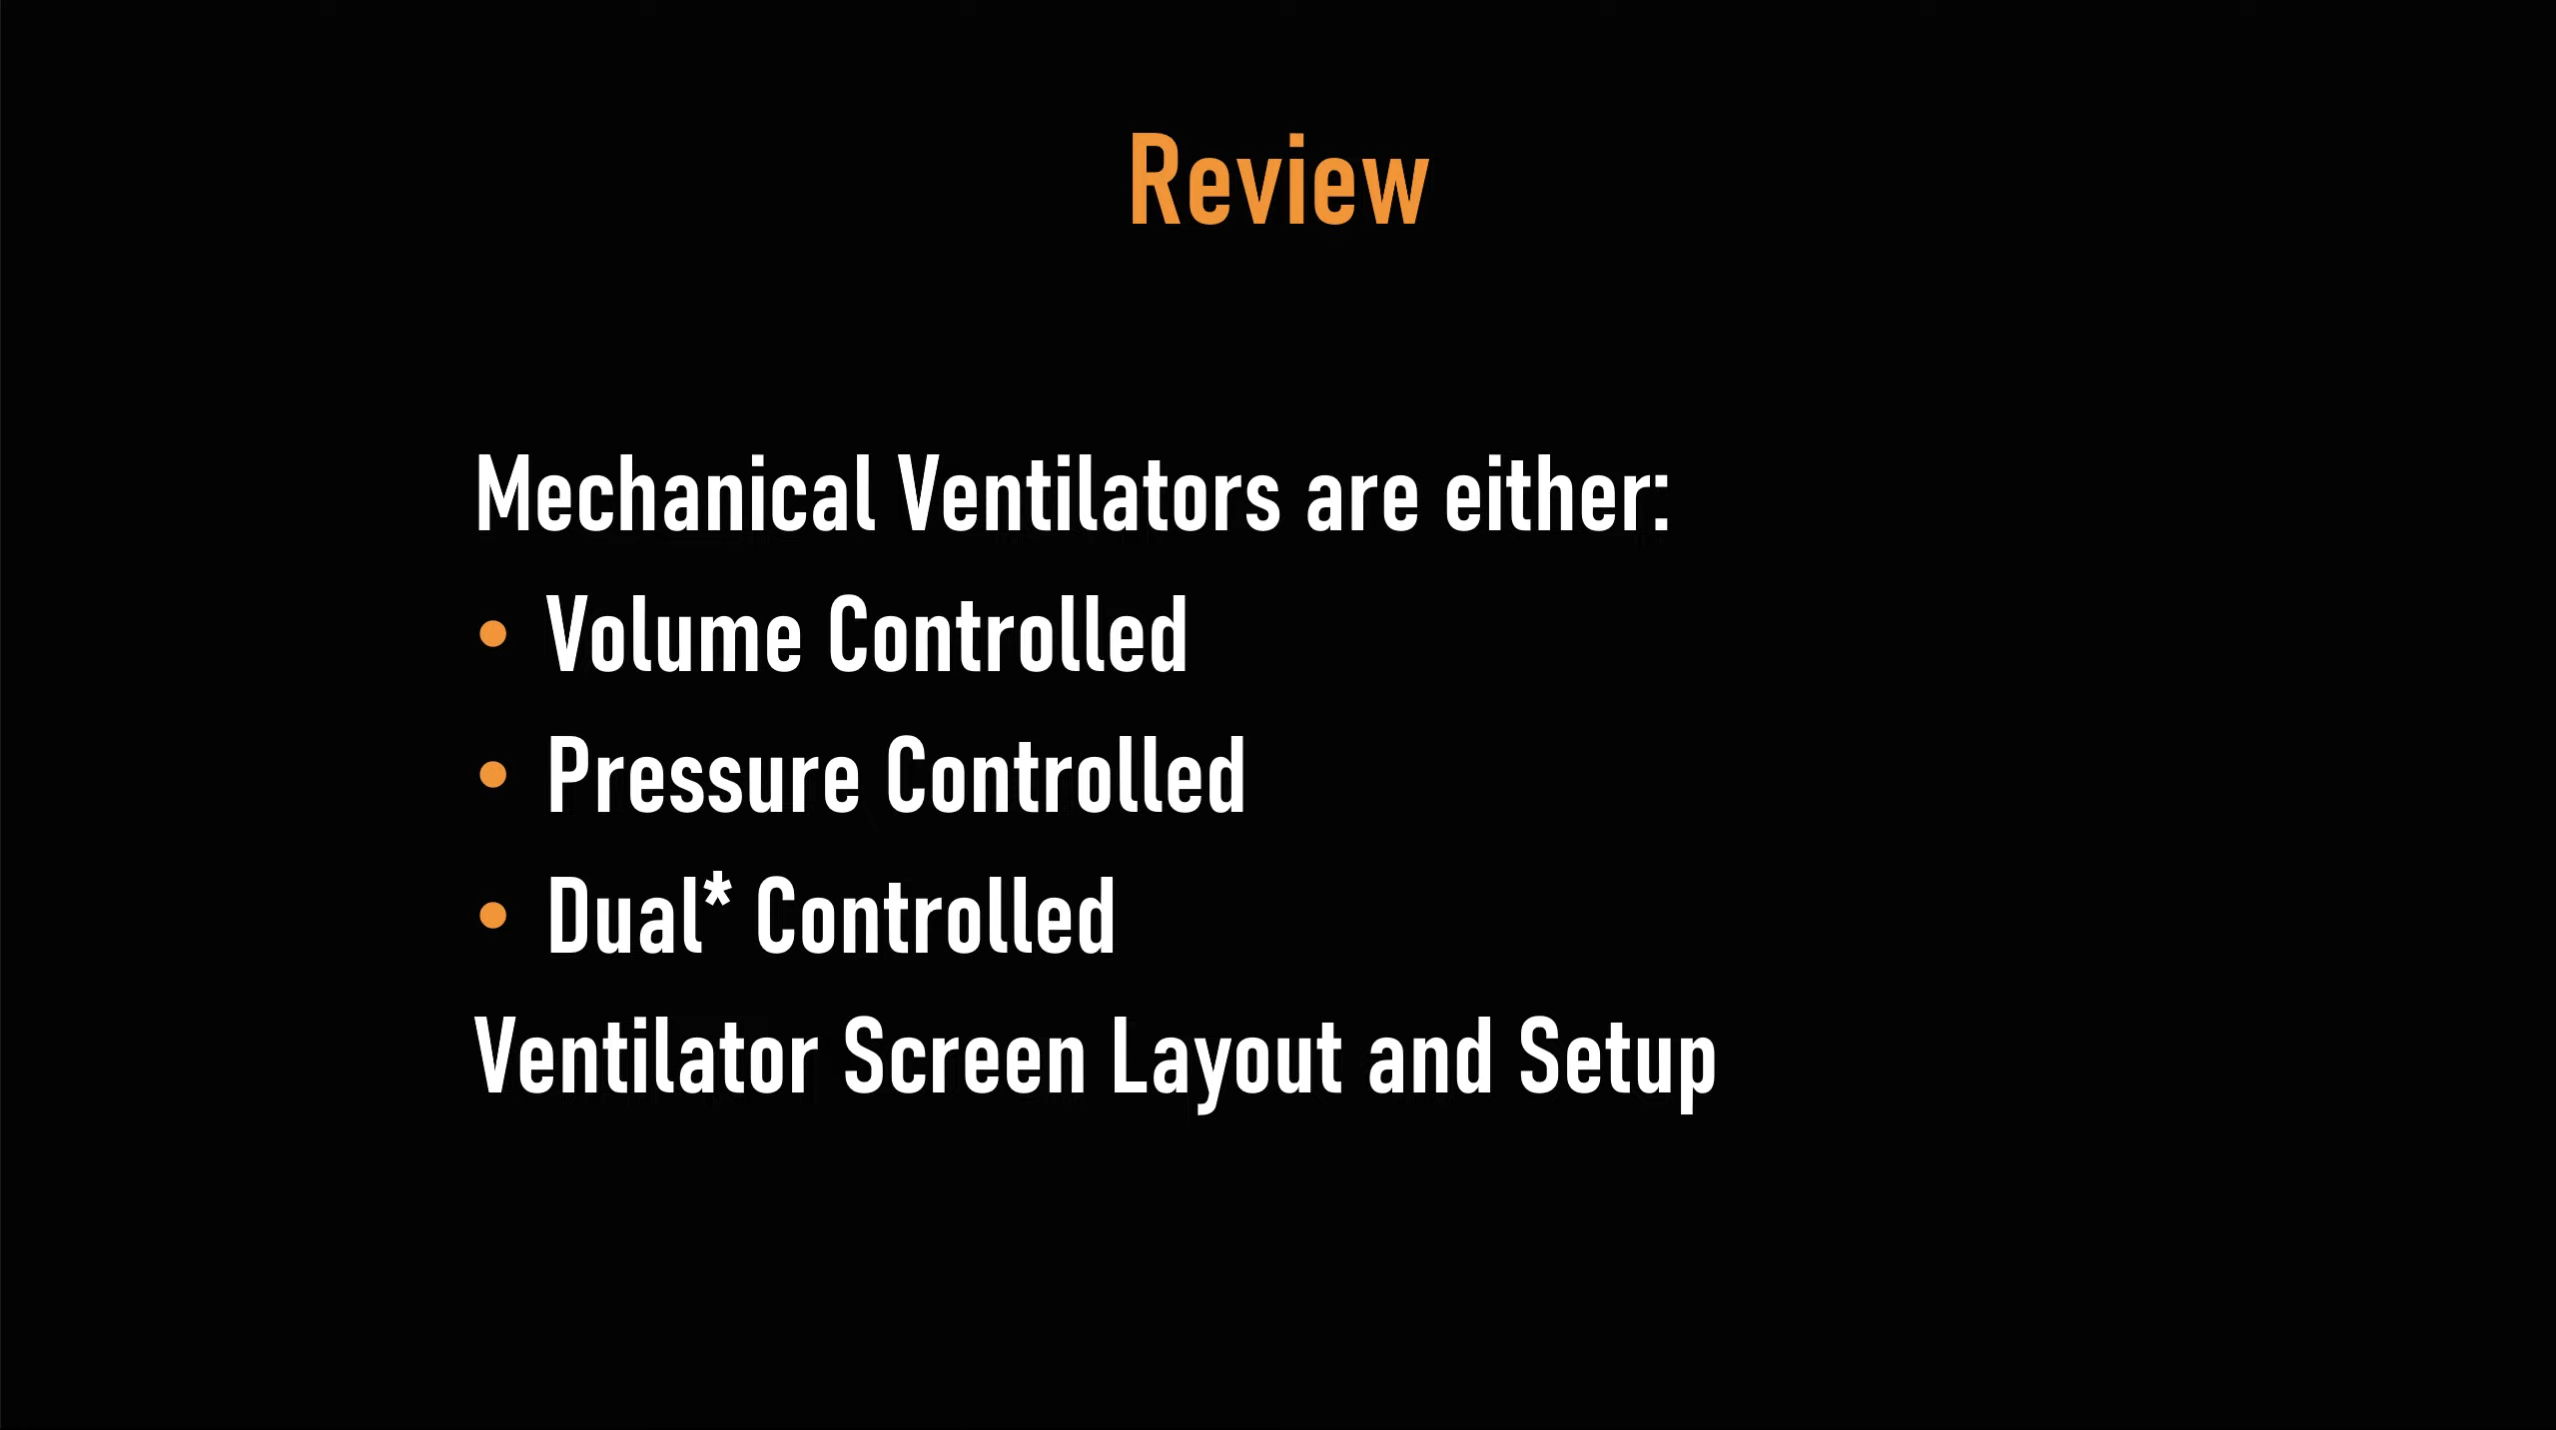 Review
Mechanical Ventilators are either:
• Volume Controlled
• Pressure Controlled
• Dual* Controlled
Ventilator Screen Layout and Setup